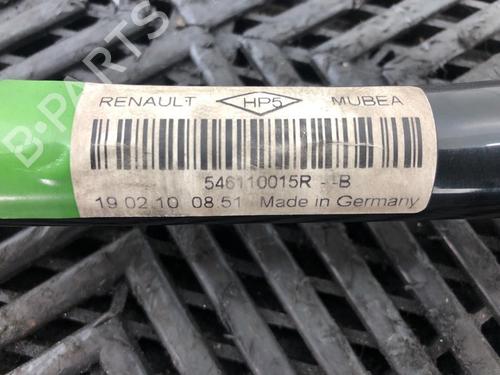 RENAULT HP5 MUBEA
546110015R--B
19.02.10 08:51 Made in Germany
B-PARTS